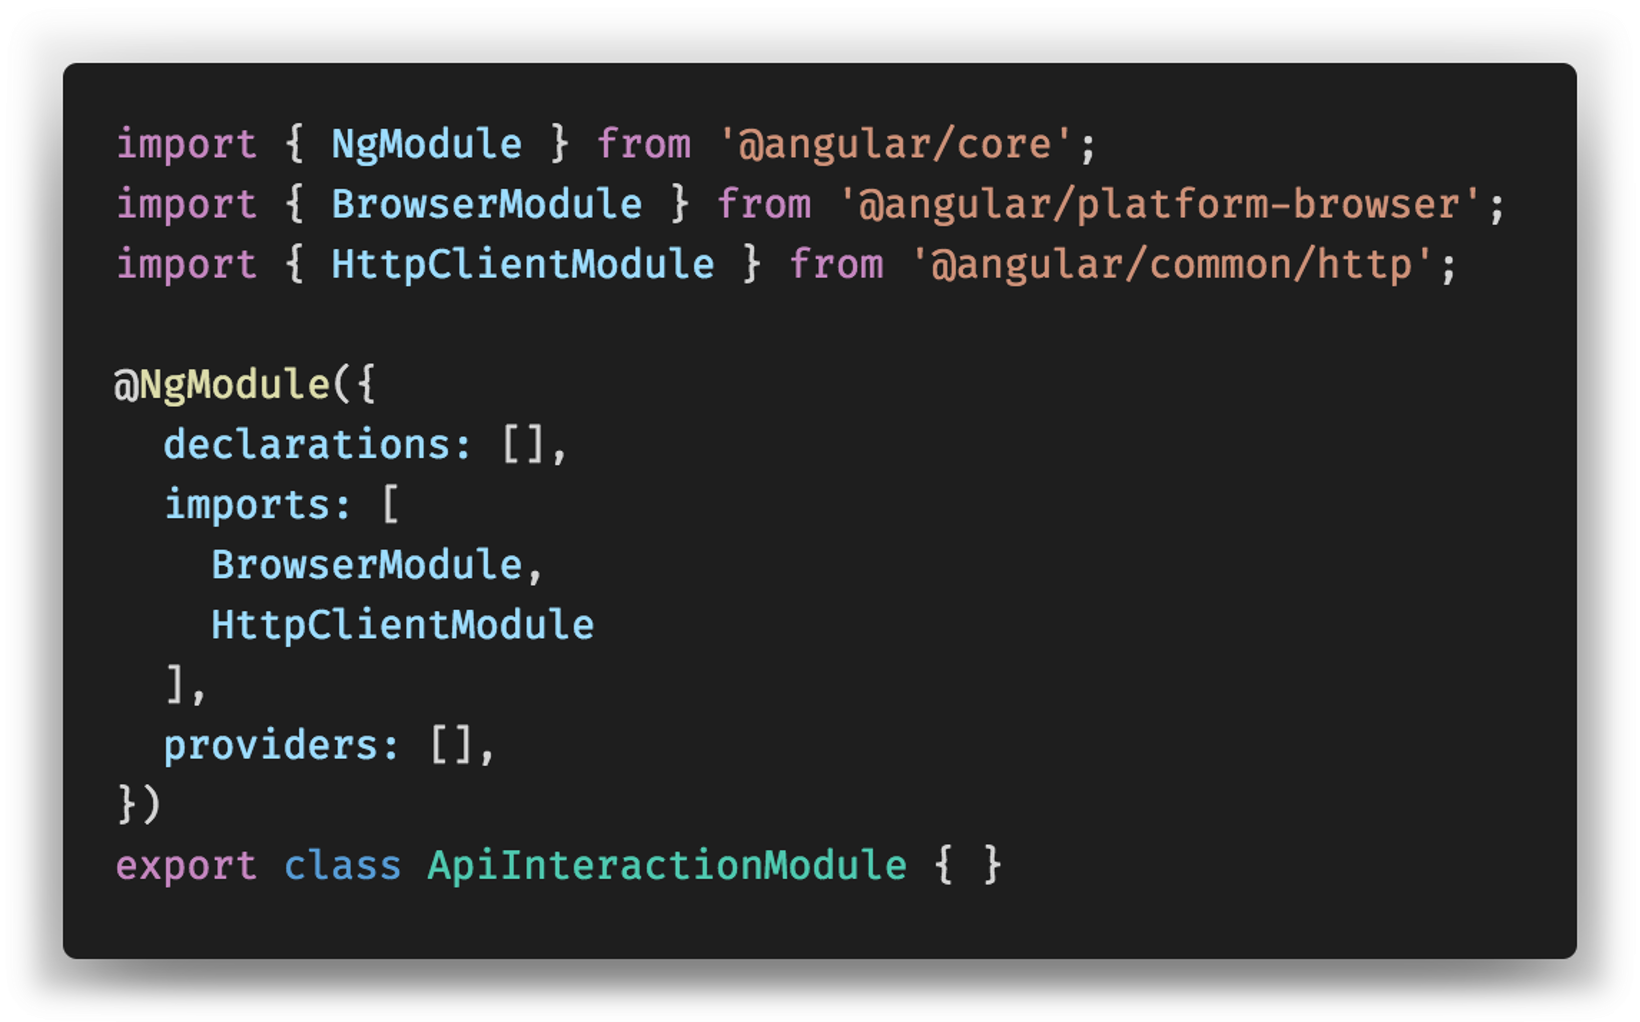 import { NgModule } from '@angular/core';
import { BrowserModule } from '@angular/platform-browser';
import { HttpClientModule } from '@angular/common/http';

@NgModule({
  declarations: [],
  imports: [
    BrowserModule,
    HttpClientModule
  ],
  providers: [],
})
export class ApiInteractionModule { }